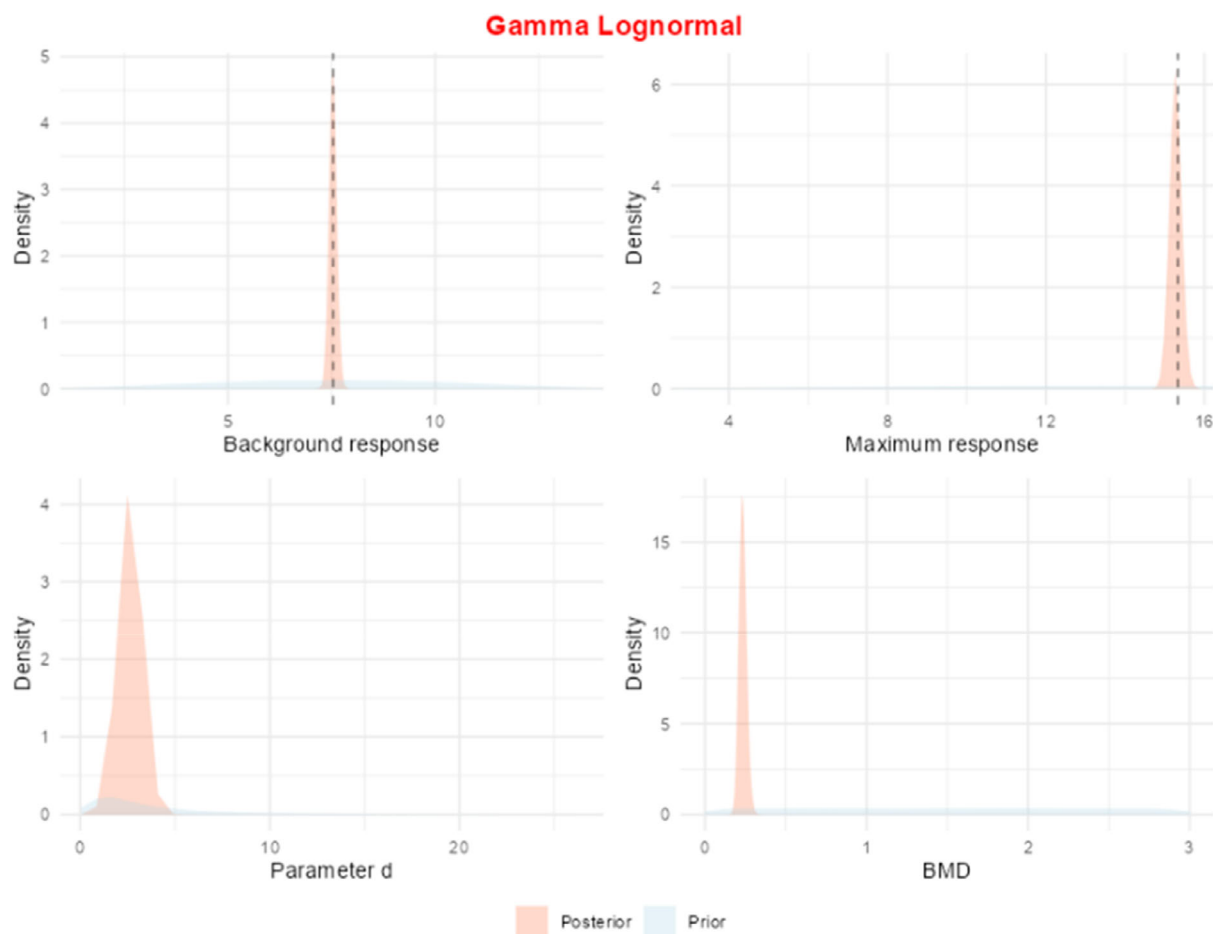 Gamma Lognormal
5
4
3
2
1
0
Density
5 10
Background response
6
4
2
0
Density
4 8 12 16
Maximum response
4
3
2
1
0
Density
0 10 20
Parameter d
15
10
5
0
Density
0 1 2 3
BMD
Posterior Prior